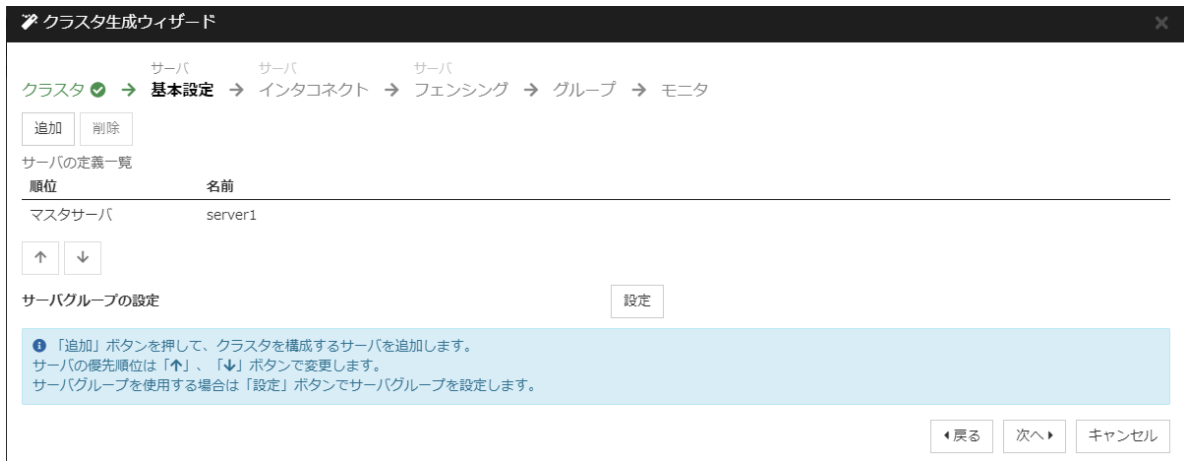 クラスタ生成ウィザード
サーバ サーバ サーバ
クラスタ → 基本設定 → インタコネクト → フェンシング → グループ → モニタ
追加 削除
サーバの定義一覧
順位 名前
マスタサーバ server1
↑ ↓
サーバグループの設定 設定
「追加」ボタンを押して、クラスタを構成するサーバを追加します。
サーバの優先順位は「↑」、「↓」ボタンで変更します。
サーバグループを使用する場合は「設定」ボタンでサーバグループを設定します。
戻る 次へ キャンセル